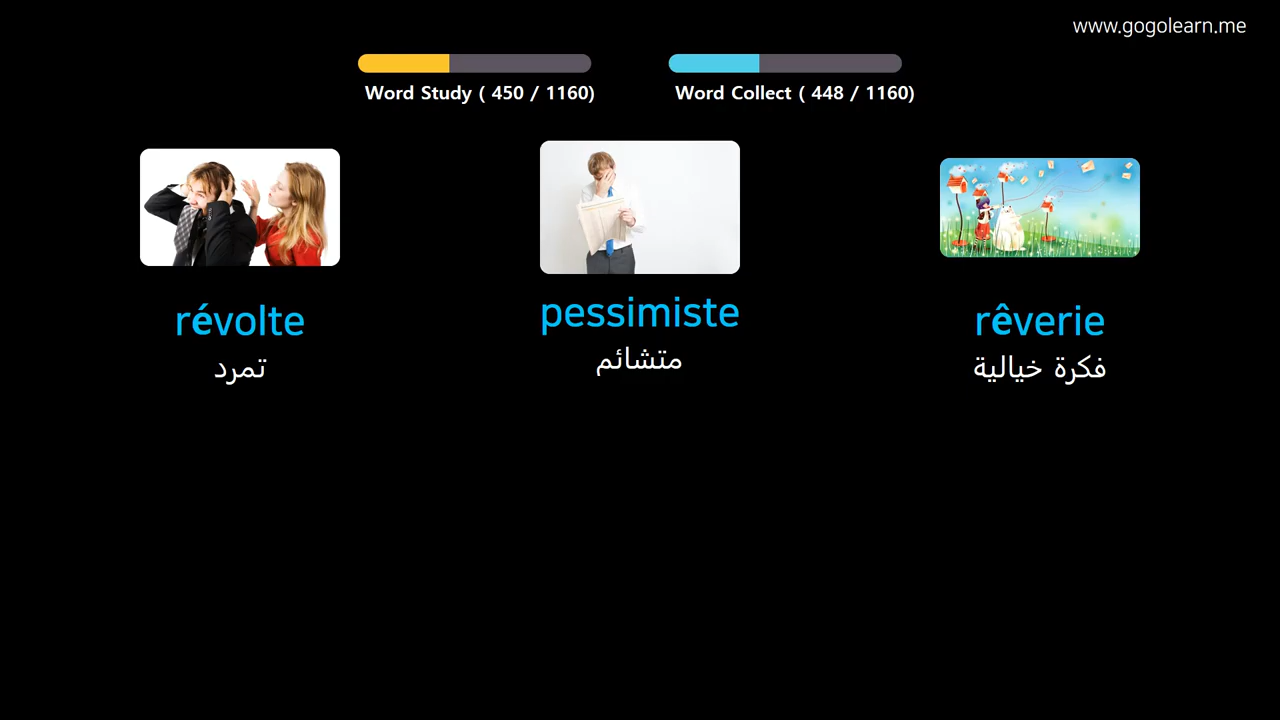 www.gogolearn.me
Word Study ( 450 / 1160)
Word Collect ( 448 / 1160)
révolte
تمرد
pessimiste
متشائم
rêverie
فكرة خيالية